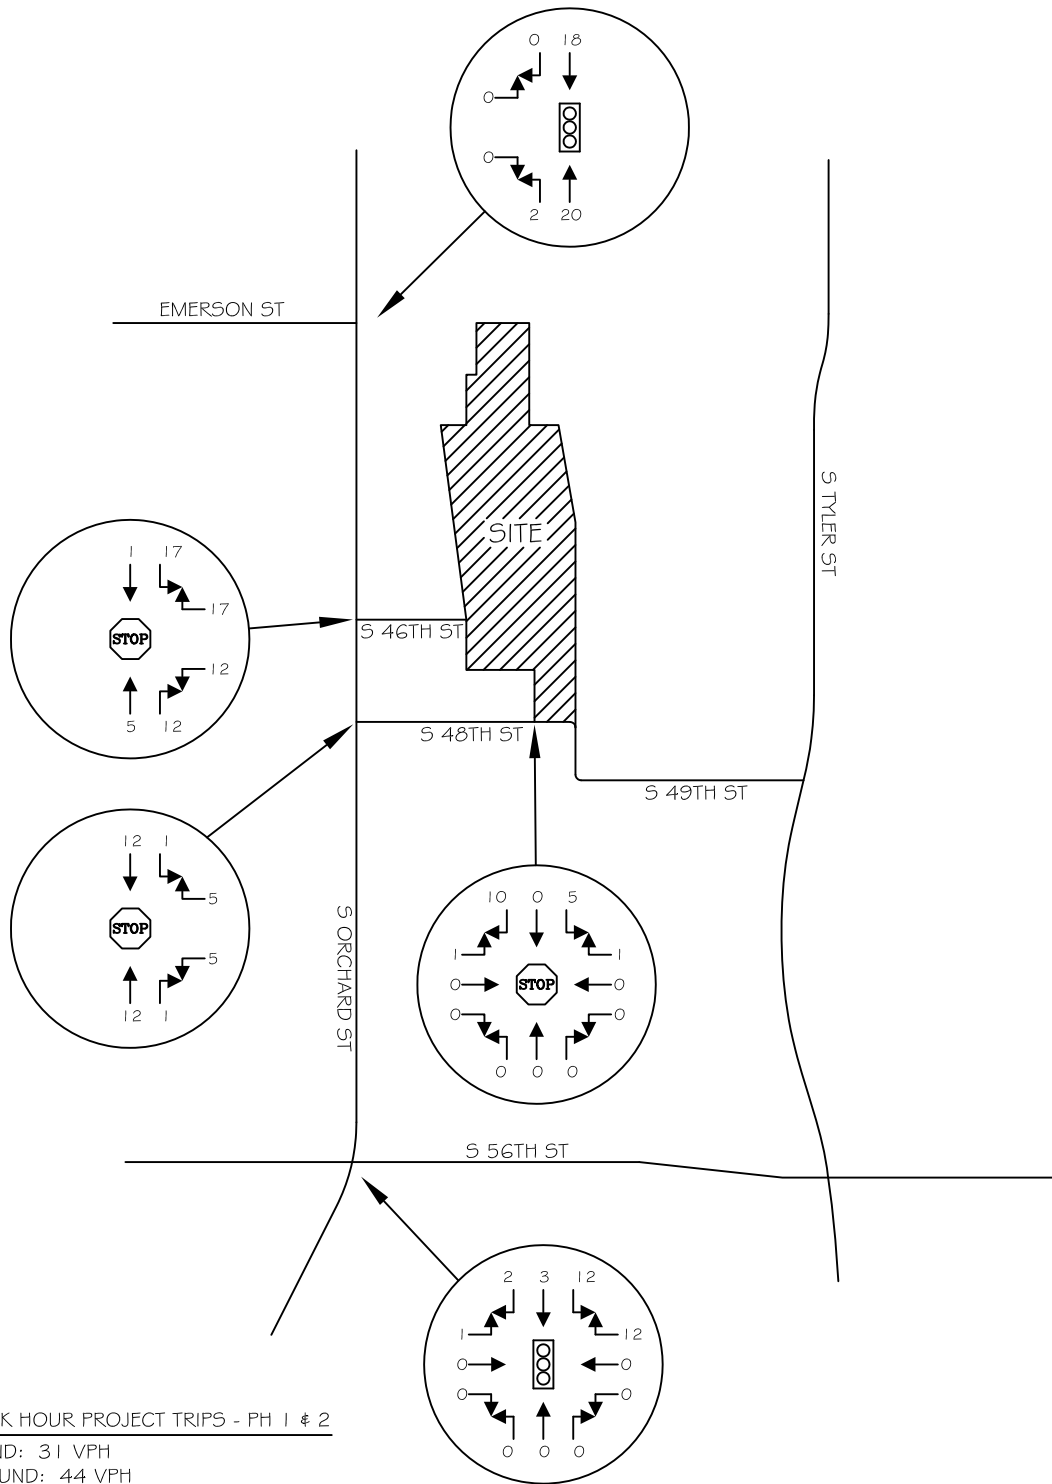 0 18
0
0
2 20
EMERSON ST
S TYLER ST
SITE
1 17
17
STOP
12
5 12
S 46TH ST
S 48TH ST
S 49TH ST
12 1
5
STOP
5
12 1
S ORCHARD ST
10 0 5
1 1
0 STOP 0
0 0
0 0 0
S 56TH ST
2 3 12
1 12
0 0
0 0
0 0 0
K HOUR PROJECT TRIPS - PH 1 & 2
ND: 31 VPH
UND: 44 VPH